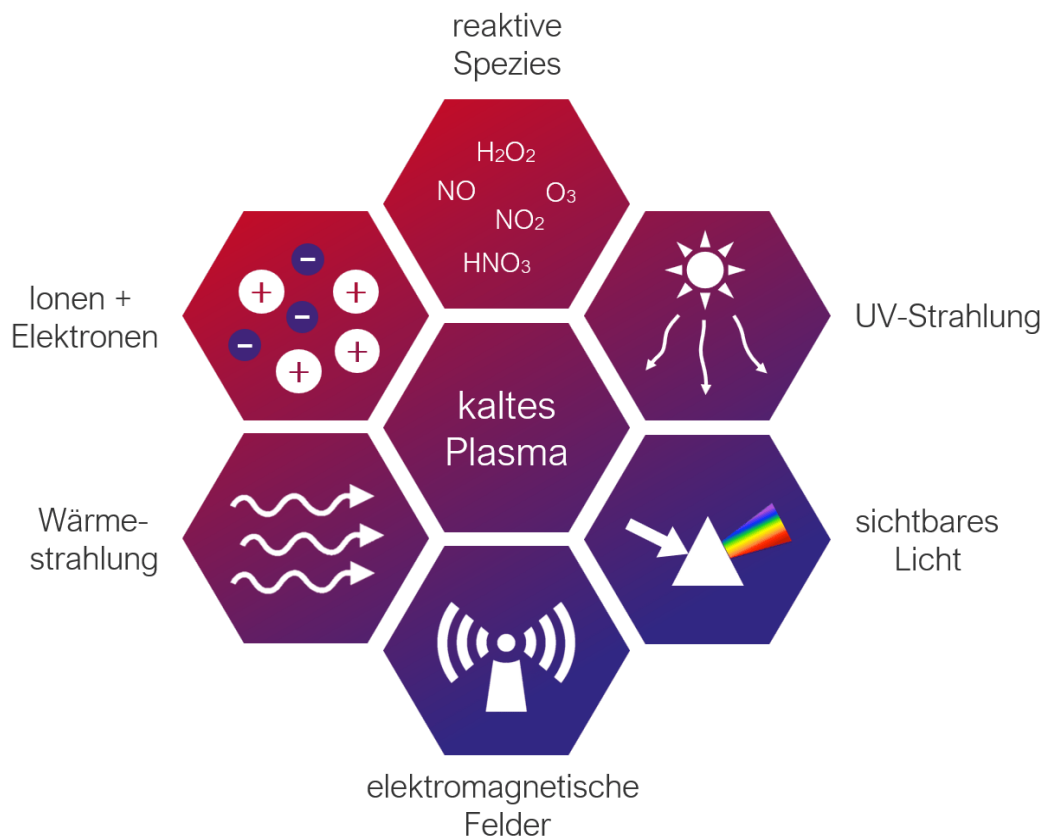 reaktive
Spezies
H₂O₂
NO
O₃
NO₂
HNO₃
Ionen +
Elektronen
UV-Strahlung
kaltes
Plasma
Wärme-
strahlung
sichtbares
Licht
elektromagnetische
Felder